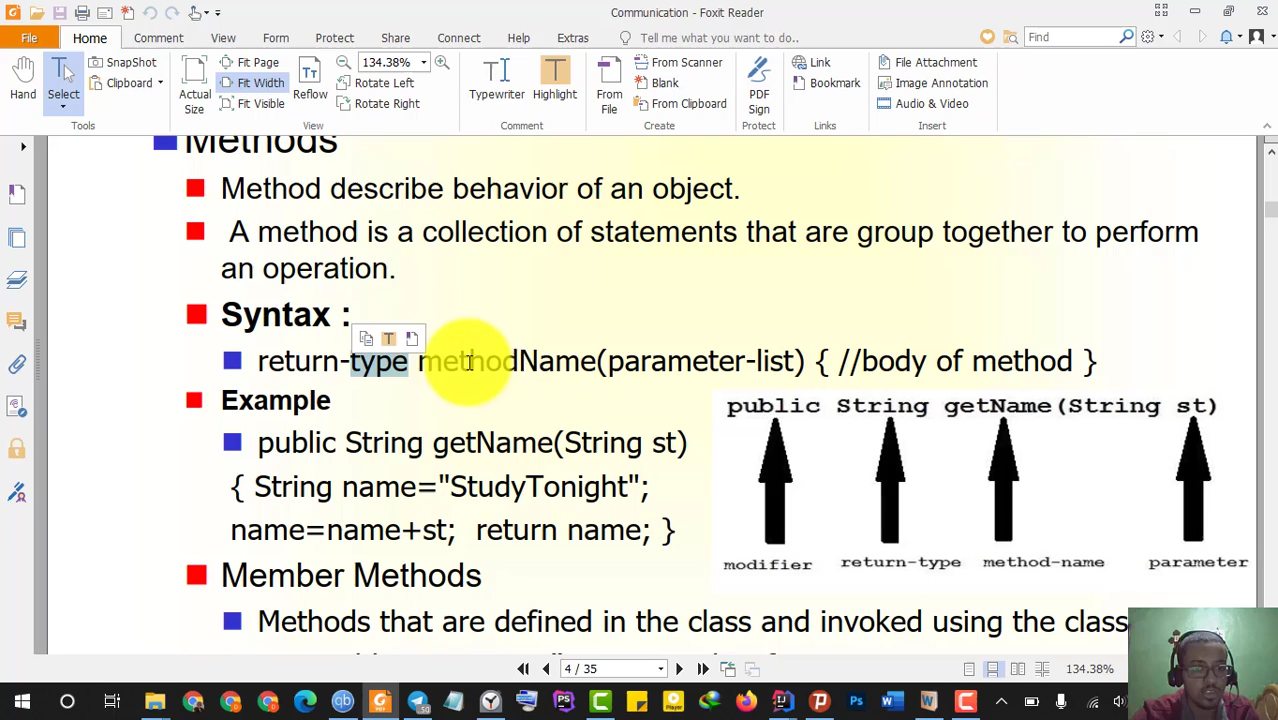 Communication - Foxit Reader
File Home Comment View Form Protect Share Connect Help Extras Tell me what you want to do... Find
Hand
Select
SnapShot
Clipboard
Tools
Actual Size
Fit Page
Fit Width
Fit Visible
Reflow
134.38%
Rotate Left
Rotate Right
View
Typewriter
Highlight
Comment
From File
From Scanner
Blank
From Clipboard
Create
PDF Sign
Protect
Link
Bookmark
Links
File Attachment
Image Annotation
Audio & Video
Insert
Methods
Method describe behavior of an object.
A method is a collection of statements that are group together to perform
an operation.
Syntax :
return-type methodName(parameter-list) { //body of method }
Example
public String getName(String st)
{ String name="StudyTonight";
name=name+st; return name; }
public String getName(String st)
modifier return-type method-name parameter
Member Methods
Methods that are defined in the class and invoked using the class
4 / 35
134.38%